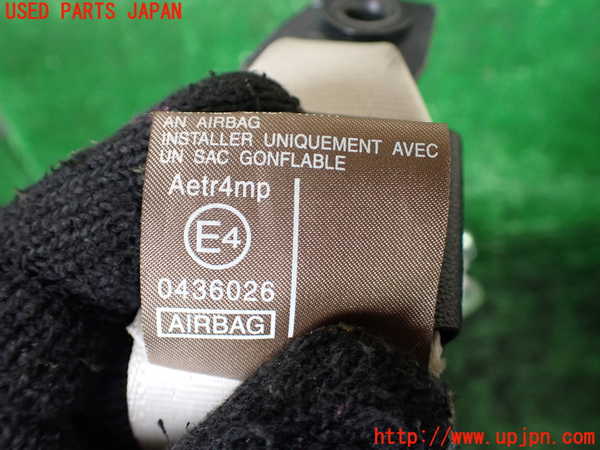 USED PARTS JAPAN
AN AIRBAG
INSTALLER UNIQUEMENT AVEC
UN SAC GONFLABLE
Aetr4mp
E4
0436026
AIRBAG
http://www.upjpn.com/